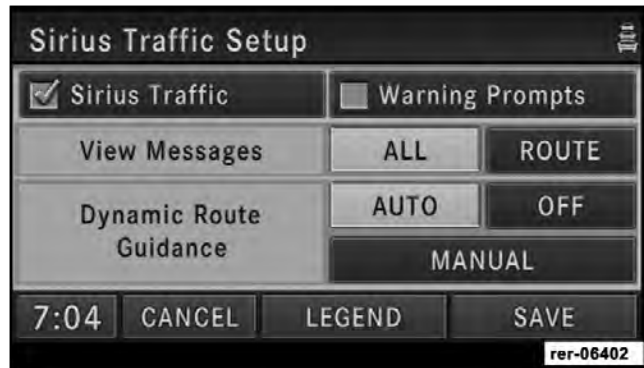 Sirius Traffic Setup
Sirius Traffic
Warning Prompts
View Messages
ALL
ROUTE
Dynamic Route
Guidance
AUTO
OFF
MANUAL
7:04
CANCEL
LEGEND
SAVE
rer-06402